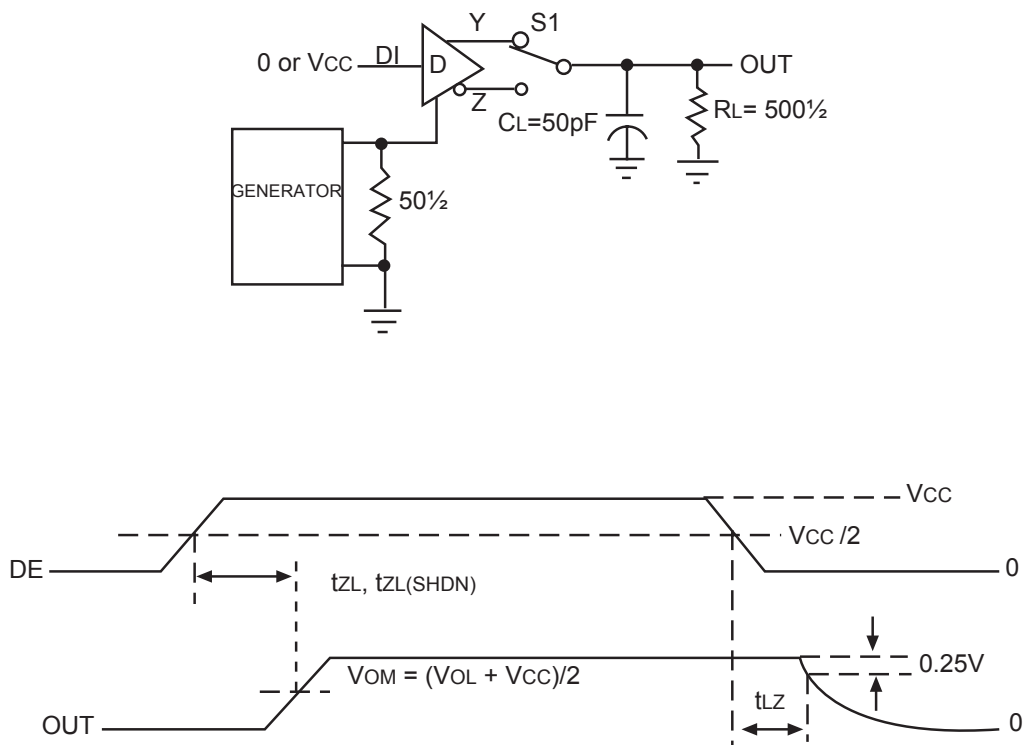 Y
S1
0 or VCC
DI
D
OUT
Z
CL=50pF
RL= 500½
GENERATOR
50½
VCC
VCC /2
DE
0
tZL, tZL(SHDN)
VOM = (VOL + VCC)/2
0.25V
tLZ
OUT
0